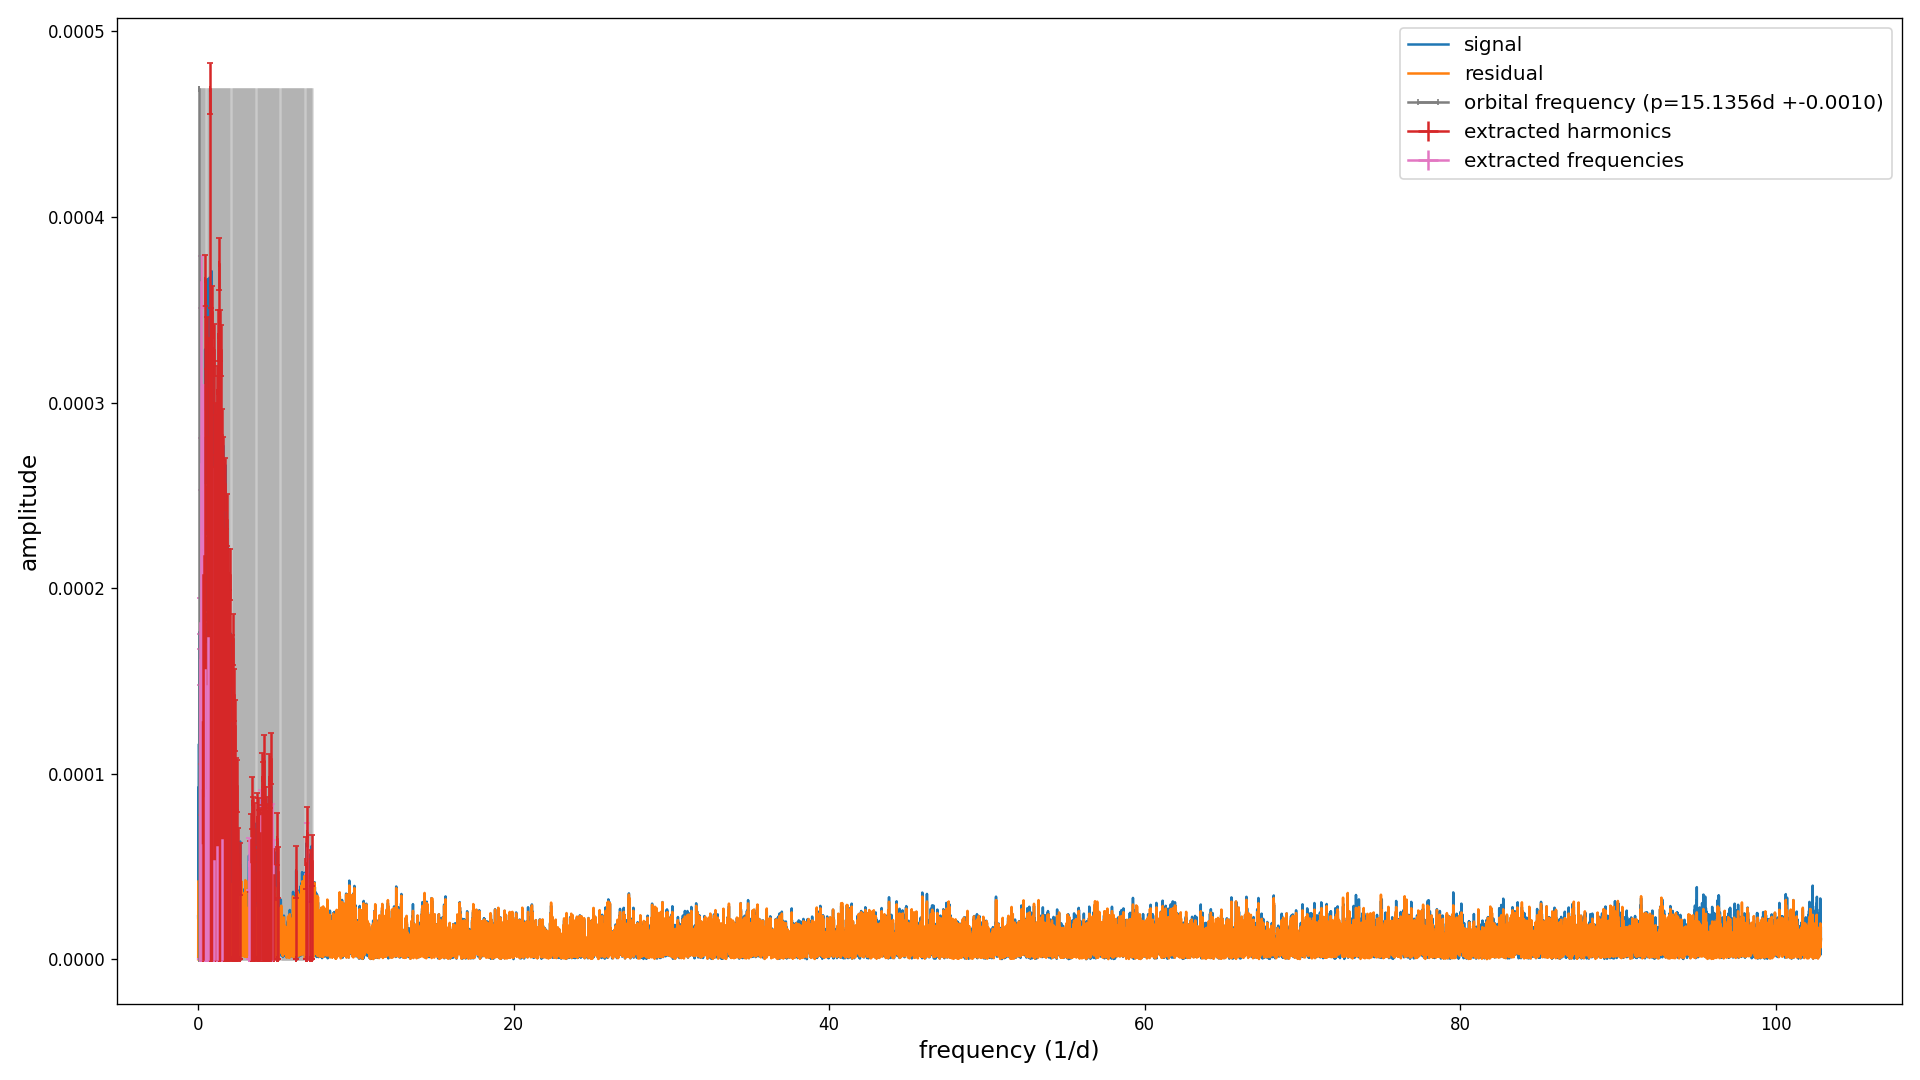 0.0005
0.0004
0.0003
0.0002
0.0001
0.0000
amplitude
0
20
40
60
80
100
frequency (1/d)
signal
residual
orbital frequency (p=15.1356d +-0.0010)
extracted harmonics
extracted frequencies